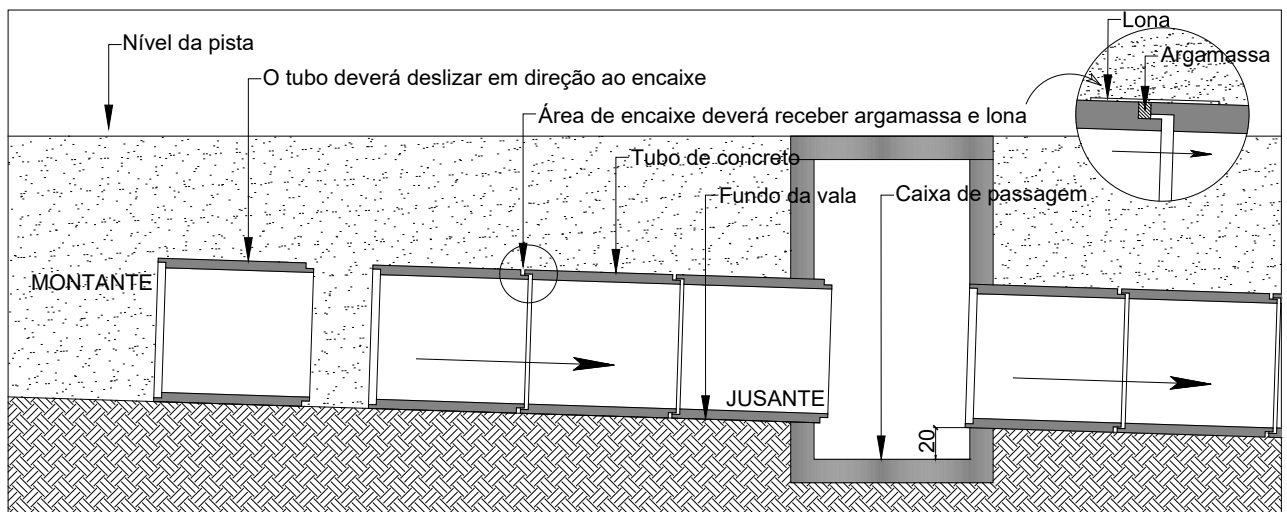 Lona
Nível da pista
Argamassa
O tubo deverá deslizar em direção ao encaixe
Área de encaixe deverá receber argamassa e lona
Tubo de concreto
Fundo da vala
Caixa de passagem
MONTANTE
JUSANTE
20